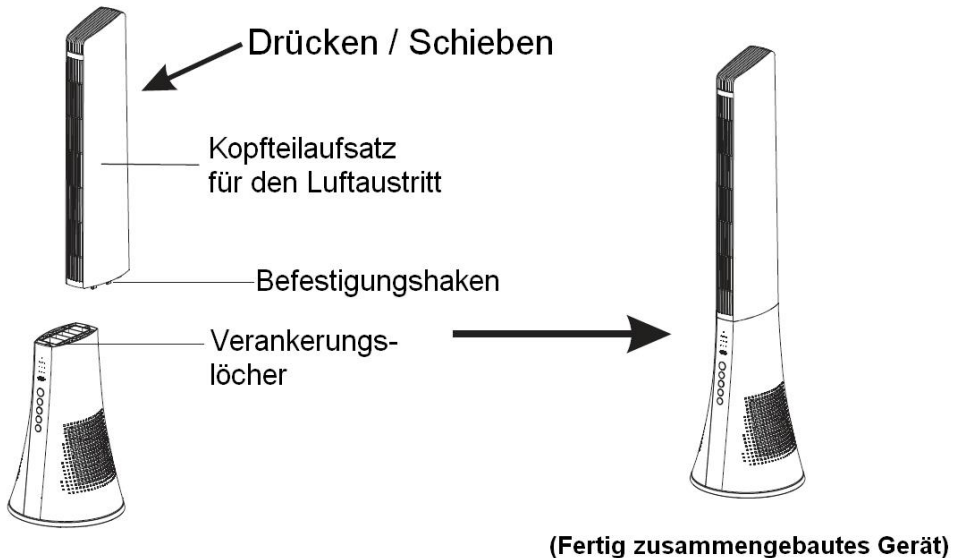 Drücken / Schieben
Kopfteilaufsatz
für den Luftaustritt
Befestigungshaken
Verankerungs-
löcher
(Fertig zusammengebautes Gerät)